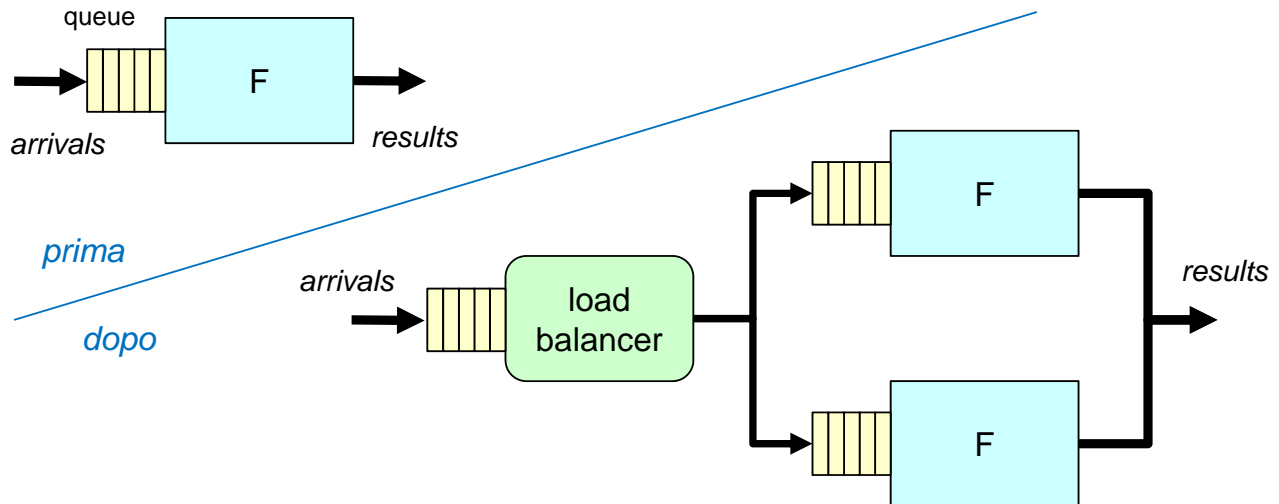 queue
F
arrivals
results
prima
dopo
arrivals
load
balancer
F
F
results